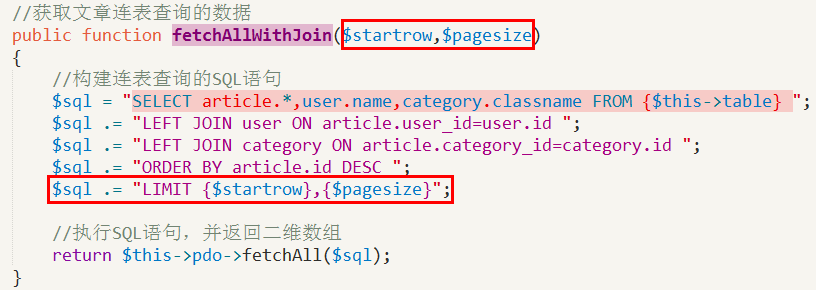 //获取文章连表查询的数据
public function fetchAllWithJoin($startrow,$pagesize)
{
//构建连表查询的SQL语句
$sql = "SELECT article.*,user.name,category.classname FROM {$this->table} ";
$sql .= "LEFT JOIN user ON article.user_id=user.id ";
$sql .= "LEFT JOIN category ON article.category_id=category.id ";
$sql .= "ORDER BY article.id DESC ";
$sql .= "LIMIT {$startrow},{$pagesize}";
//执行SQL语句，并返回二维数组
return $this->pdo->fetchAll($sql);
}